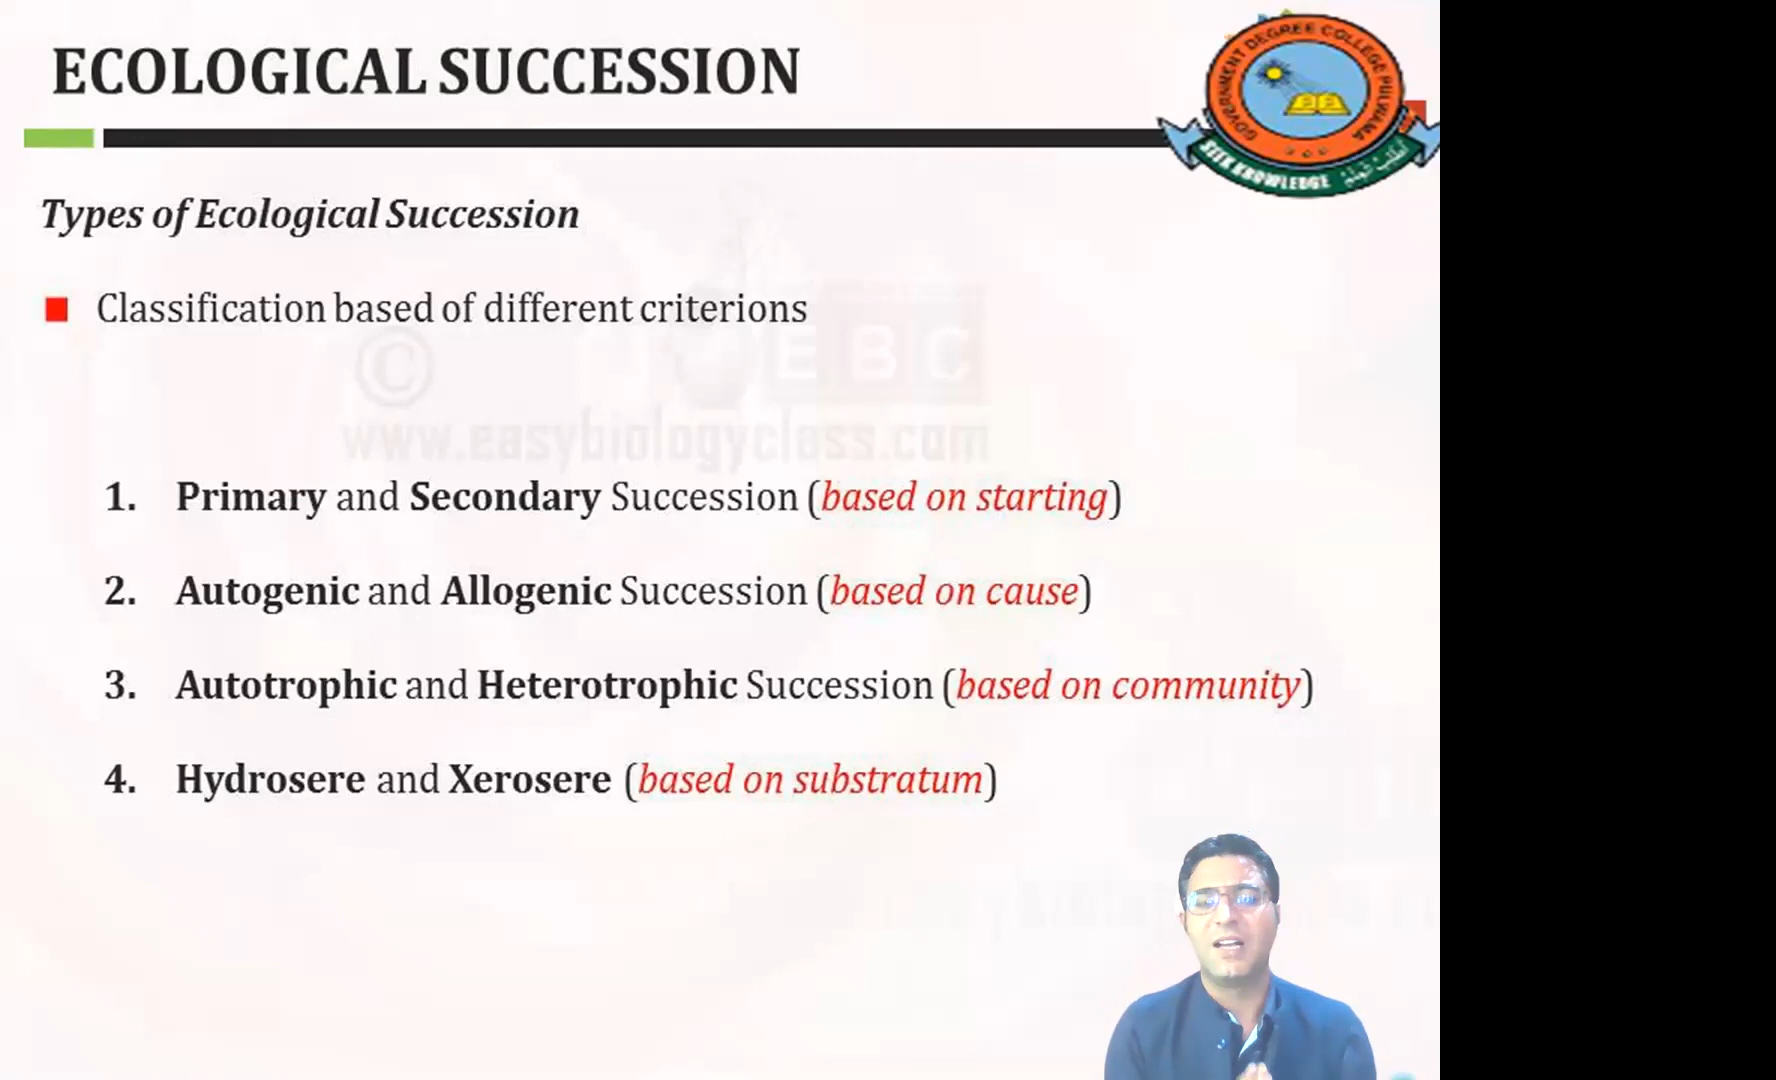 ECOLOGICAL SUCCESSION
GOVERNMENT DEGREE COLLEGE PULWAMA
SEEK KNOWLEDGE
Types of Ecological Succession
Classification based of different criterions
© EBC
www.easybiologyclass.com
1. Primary and Secondary Succession (based on starting)
2. Autogenic and Allogenic Succession (based on cause)
3. Autotrophic and Heterotrophic Succession (based on community)
4. Hydrosere and Xerosere (based on substratum)